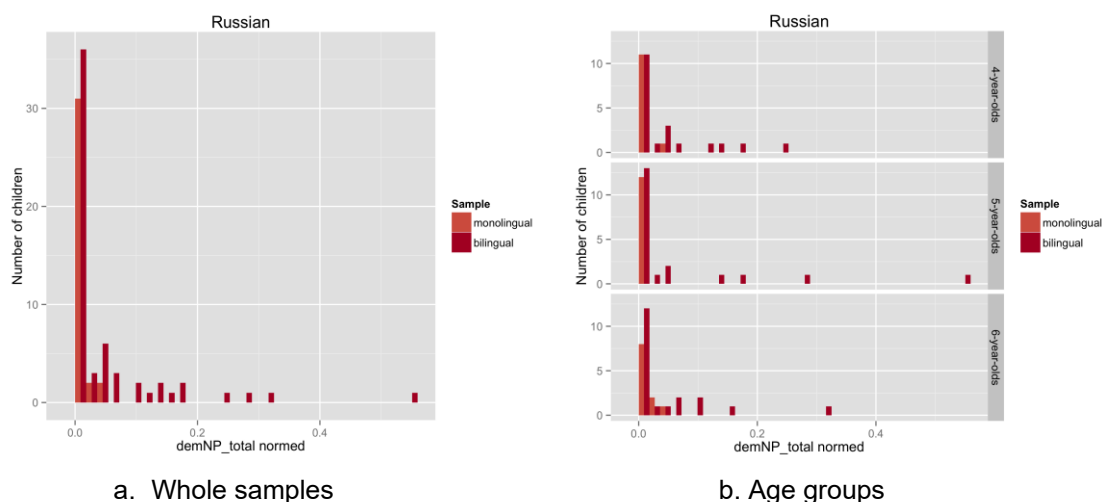 Russian
30
20
10
0
Number of children
0.0 0.2 0.4
demNP_total normed
Sample
monolingual
bilingual
a. Whole samples
Russian
10
5
0
4-year-olds
10
5
0
5-year-olds
10
5
0
6-year-olds
Number of children
0.0 0.2 0.4
demNP_total normed
Sample
monolingual
bilingual
b. Age groups